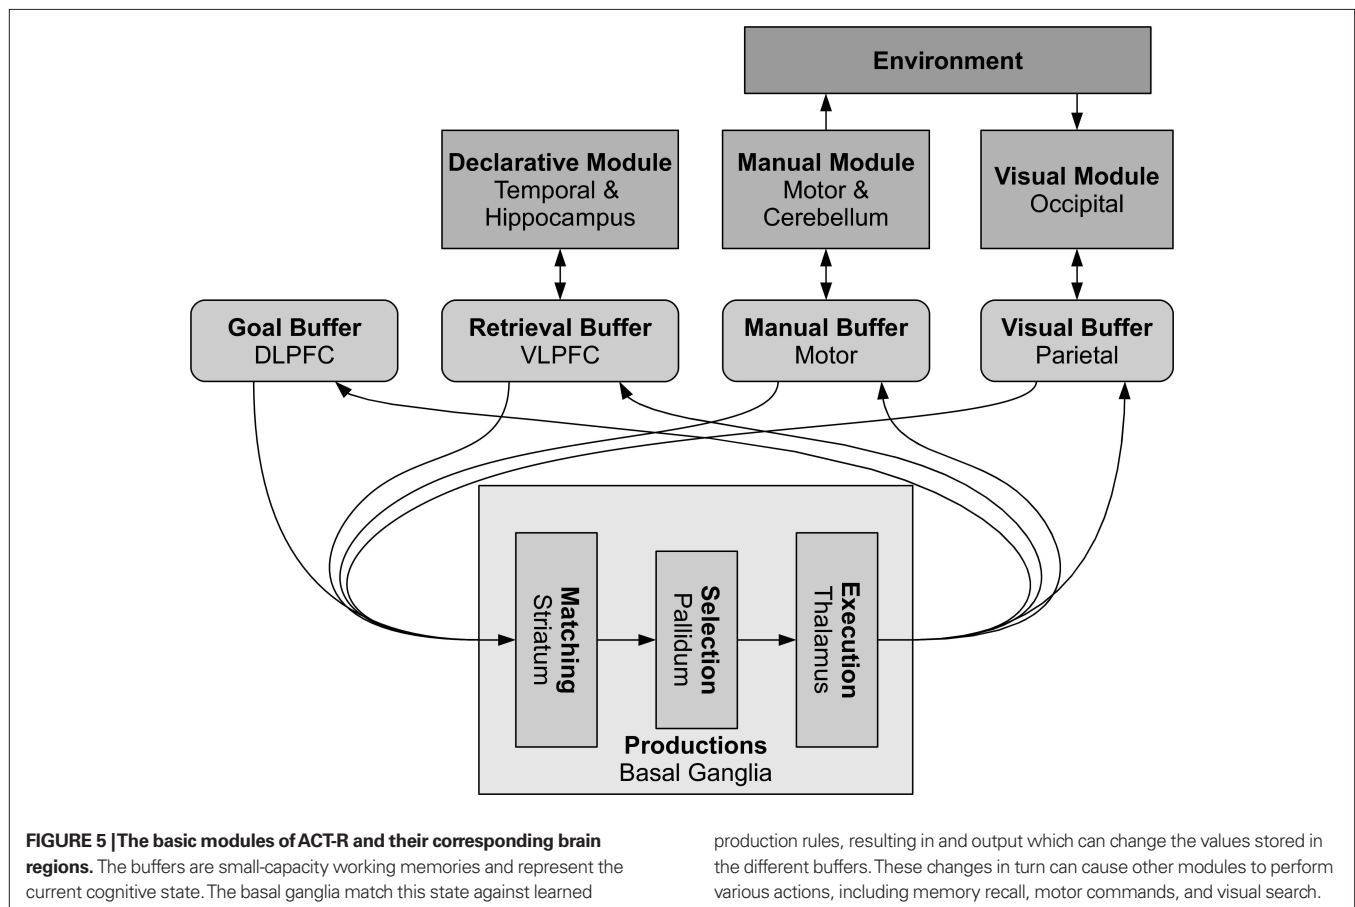 Environment
Declarative Module
Temporal &
Hippocampus
Manual Module
Motor &
Cerebellum
Visual Module
Occipital
Goal Buffer
DLPFC
Retrieval Buffer
VLPFC
Manual Buffer
Motor
Visual Buffer
Parietal
Matching
Striatum
Selection
Pallidum
Execution
Thalamus
Productions
Basal Ganglia
FIGURE 5 | The basic modules of ACT-R and their corresponding brain
regions. The buffers are small-capacity working memories and represent the
current cognitive state. The basal ganglia match this state against learned
production rules, resulting in and output which can change the values stored in
the different buffers. These changes in turn can cause other modules to perform
various actions, including memory recall, motor commands, and visual search.